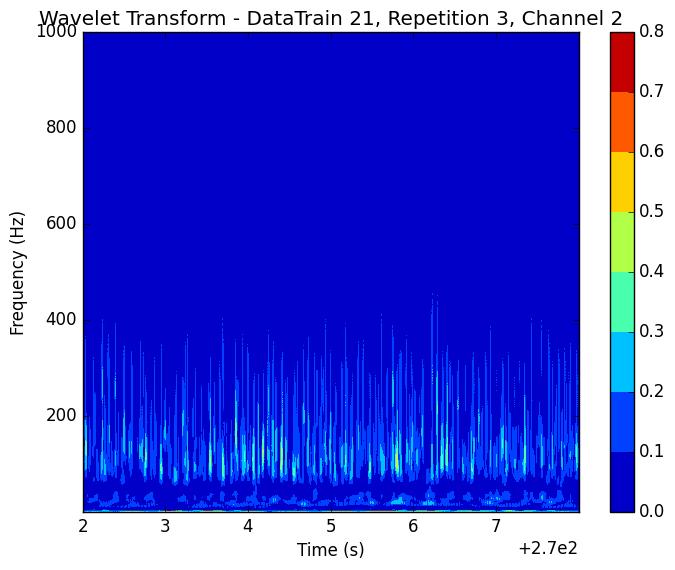 Wavelet Transform - DataTrain 21, Repetition 3, Channel 2
1000
800
600
400
200
Frequency (Hz)
2 3 4 5 6 7
Time (s)
+2.7e2
0.8
0.7
0.6
0.5
0.4
0.3
0.2
0.1
0.0